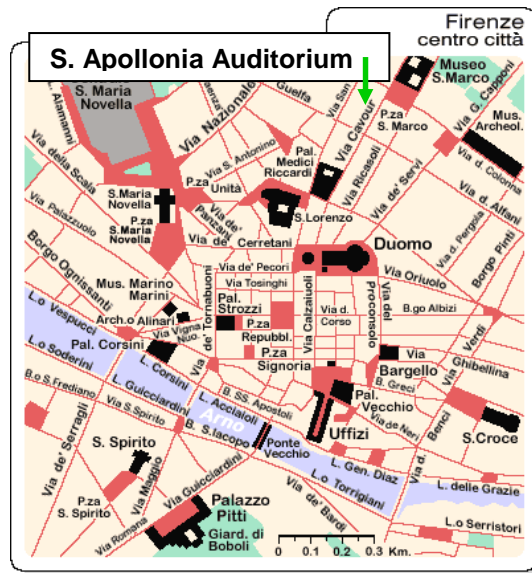 Firenze
centro città
S. Apollonia Auditorium
S. Maria
Novella
L. Alamanni
Via Nazionale
Guelfa
Via San
Via Cavour
Museo
S.Marco
P.za
S. Marco
Via G. Capponi
Mus.
Archeol.
Via d. Colonna
Via d. Alfani
Via della Scala
Via S. Antonino
Pal.
Medici
Riccardi
Via Ricasoli
Via de' Servi
Via d. Pergola
Borgo Pinti
Via Palazzuolo
S.Maria
Novella
P.za
Unità
Via de'
Panzani
S.Lorenzo
P.za
S. Maria
Novella
Via de' Cerretani
Duomo
Borgo Ognissanti
Via de' Pecori
Via Oriuolo
Via Tosinghi
Mus. Marino
Marini
Via
de' Tornabuoni
Pal.
Strozzi
Via Calzaiuoli
Via d.
Corso
Via del
Proconsolo
B.go Albizi
L.o Vespucci
Arch.o Alinari
Via Vigna
Nuo.
P.za
Repubbl.
Via
Verdi
L.o Soderini
Pal. Corsini
P.za
Signoria
Via
Ghibellina
Bargello
B.o S. Frediano
L. Corsini
L. Guicciardini
L. Acciaioli
B. SS. Apostoli
B. Greci
Pal.
Vecchio
Via de' Serragli
Via S. Spirito
Arno
B. S.Iacopo
Uffizi
Via de Neri
Via d.
Benci
S.Croce
S. Spirito
Ponte
Vecchio
P.za
S. Spirito
Via Maggio
Via Guicciardini
L. Gen. Diaz
L.o Torrigiani
L. delle Grazie
Via de' Bardi
Palazzo
Pitti
Via Romana
Giard. di
Boboli
L.o Serristori
0 0.1 0.2 0.3 Km.